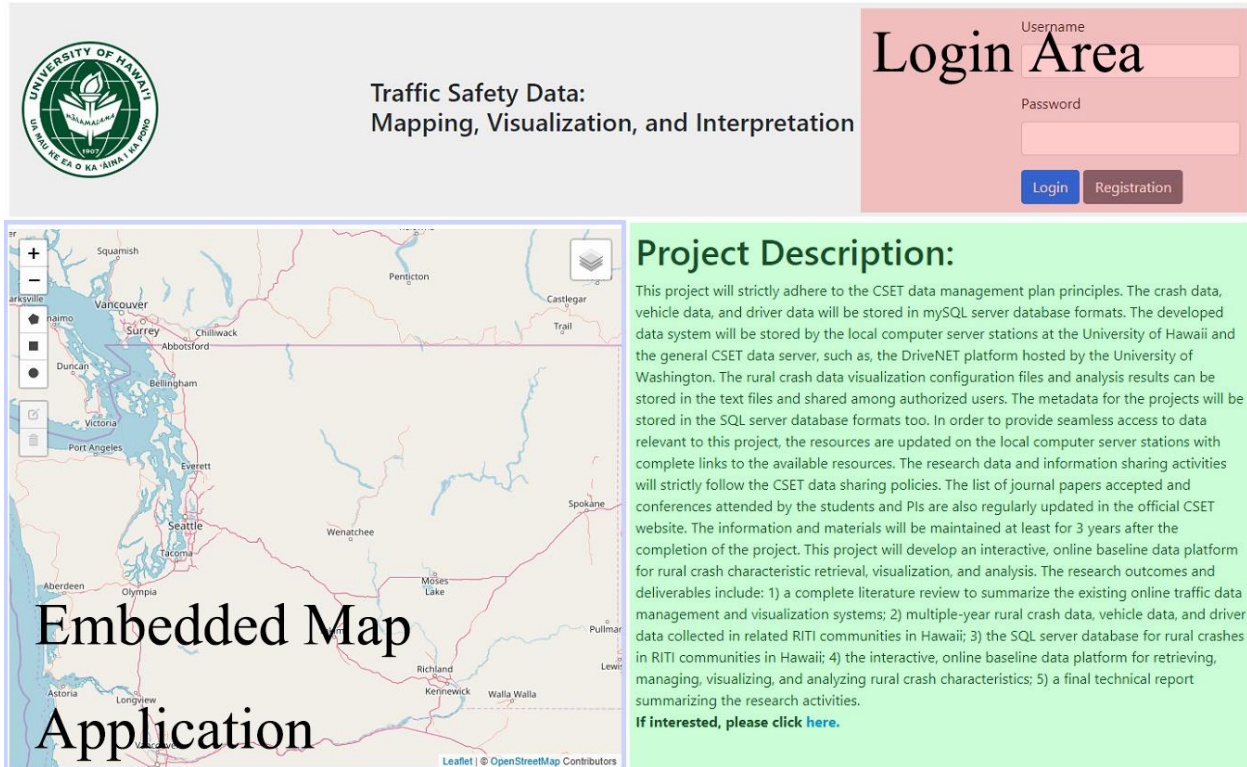 UNIVERSITY OF HAWAI'I
UA MAU KE EA O KA 'ĀINA I KA PONO
MĀLAMALAMA
1907
Traffic Safety Data:
Mapping, Visualization, and Interpretation
Login Area
Username
Password
Login Registration
+
−
Squamish
Penticton
Castlegar
Vancouver
Trail
Surrey
Chilliwack
Abbotsford
Duncan
Bellingham
Victoria
Port Angeles
Everett
Spokane
Seattle
Wenatchee
Tacoma
Moses
Lake
Aberdeen
Olympia
Embedded Map
Application
Richland
Kennewick
Walla Walla
Astoria
Longview
Leaflet | © OpenStreetMap Contributors
Project Description:
This project will strictly adhere to the CSET data management plan principles. The crash data,
vehicle data, and driver data will be stored in mySQL server database formats. The developed
data system will be stored by the local computer server stations at the University of Hawaii and
the general CSET data server, such as, the DriveNET platform hosted by the University of
Washington. The rural crash data visualization configuration files and analysis results can be
stored in the text files and shared among authorized users. The metadata for the projects will be
stored in the SQL server database formats too. In order to provide seamless access to data
relevant to this project, the resources are updated on the local computer server stations with
complete links to the available resources. The research data and information sharing activities
will strictly follow the CSET data sharing policies. The list of journal papers accepted and
conferences attended by the students and PIs are also regularly updated in the official CSET
website. The information and materials will be maintained at least for 3 years after the
completion of the project. This project will develop an interactive, online baseline data platform
for rural crash characteristic retrieval, visualization, and analysis. The research outcomes and
deliverables include: 1) a complete literature review to summarize the existing online traffic data
management and visualization systems; 2) multiple-year rural crash data, vehicle data, and driver
data collected in related RITI communities in Hawaii; 3) the SQL server database for rural crashes
in RITI communities in Hawaii; 4) the interactive, online baseline data platform for retrieving,
managing, visualizing, and analyzing rural crash characteristics; 5) a final technical report
summarizing the research activities.
If interested, please click here.